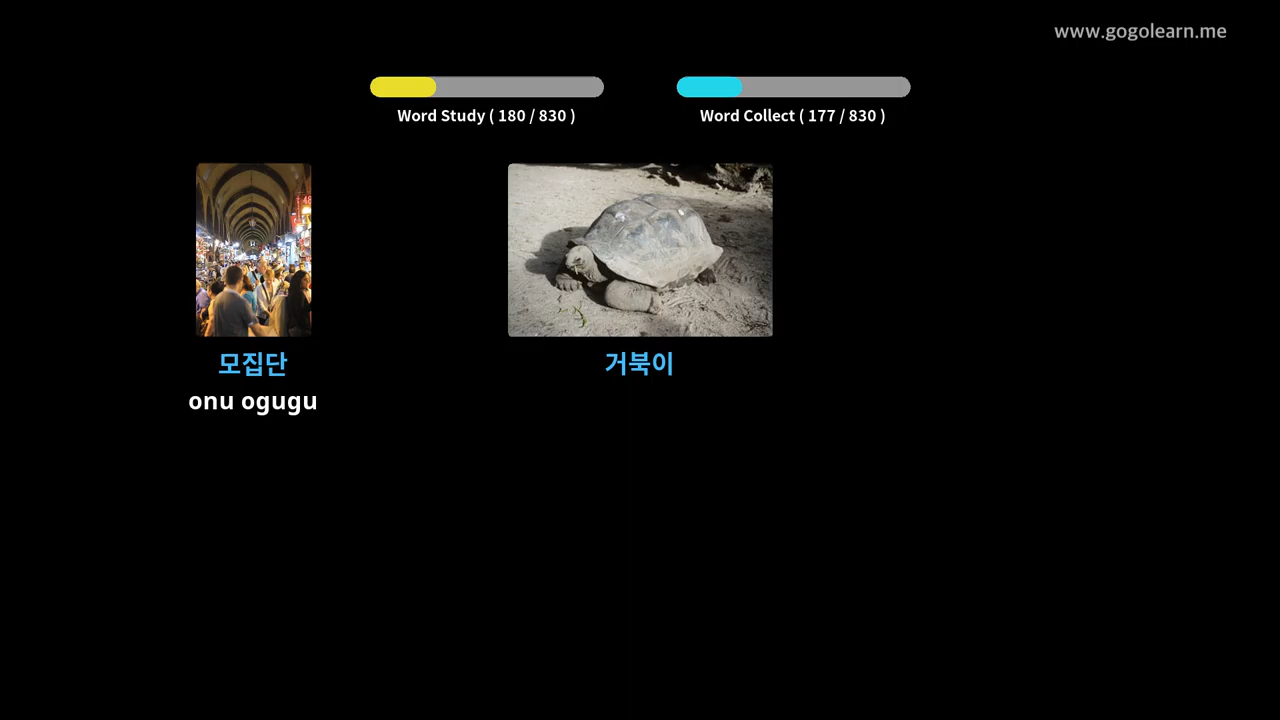 www.gogolearn.me
Word Study ( 180 / 830 )
Word Collect ( 177 / 830 )
모집단
onu ogugu
거북이